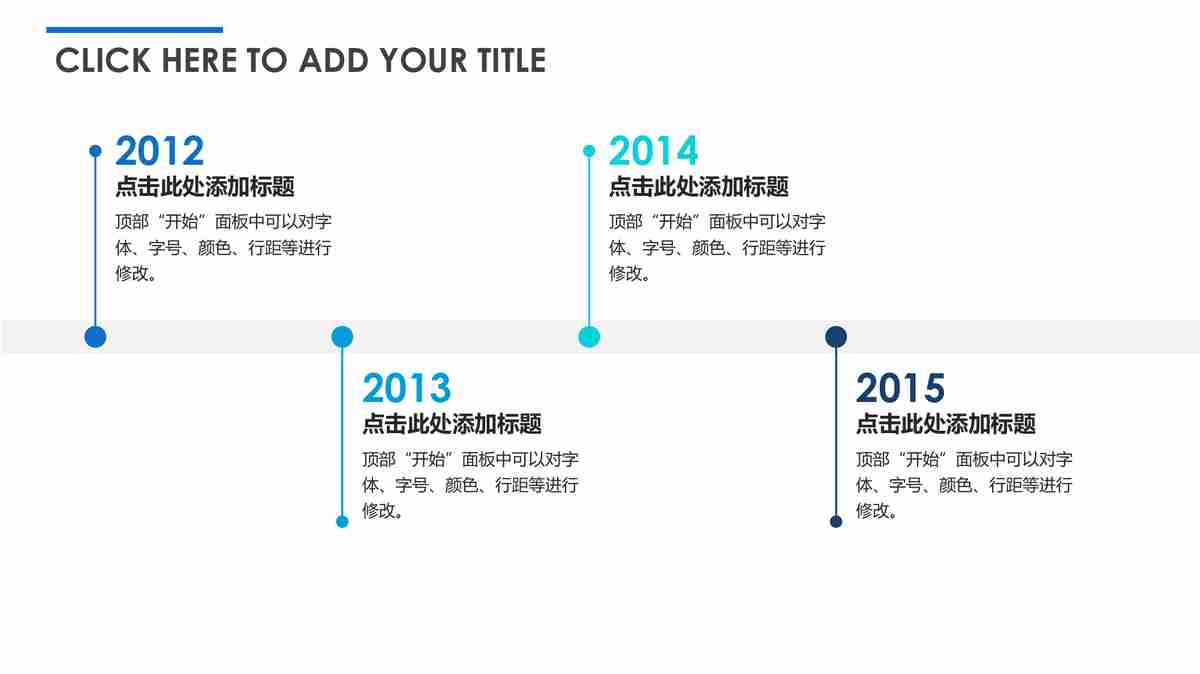 CLICK HERE TO ADD YOUR TITLE
2012
点击此处添加标题
顶部“开始”面板中可以对字
体、字号、颜色、行距等进行
修改。
2014
点击此处添加标题
顶部“开始”面板中可以对字
体、字号、颜色、行距等进行
修改。
2013
点击此处添加标题
顶部“开始”面板中可以对字
体、字号、颜色、行距等进行
修改。
2015
点击此处添加标题
顶部“开始”面板中可以对字
体、字号、颜色、行距等进行
修改。